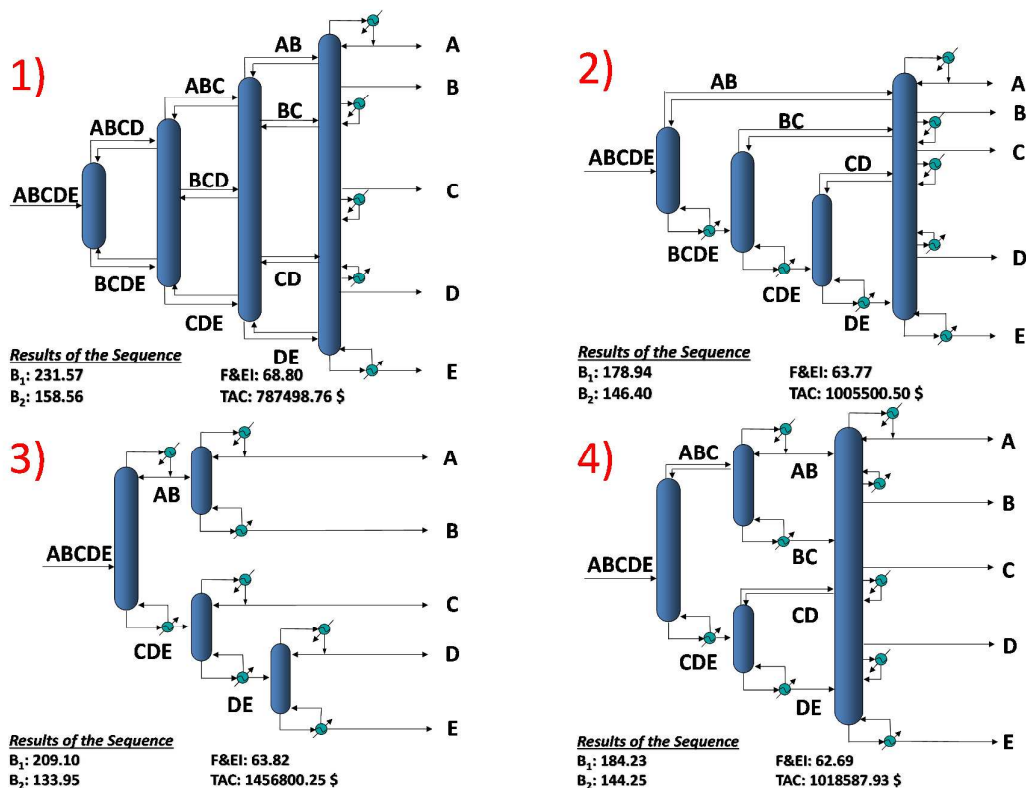 1)
ABCDE
ABCD
BCDE
ABC
BCD
CDE
AB
BC
CD
DE
A
B
C
D
E
Results of the Sequence
B1: 231.57 F&EI: 68.80
B2: 158.56 TAC: 787498.76 $
2)
ABCDE
AB
BCDE
BC
CDE
CD
DE
A
B
C
D
E
Results of the Sequence
B1: 178.94 F&EI: 63.77
B2: 146.40 TAC: 1005500.50 $
3)
ABCDE
AB
CDE
DE
A
B
C
D
E
Results of the Sequence
B1: 209.10 F&EI: 63.82
B2: 133.95 TAC: 1456800.25 $
4)
ABCDE
ABC
CDE
AB
BC
CD
DE
A
B
C
D
E
Results of the Sequence
B1: 184.23 F&EI: 62.69
B2: 144.25 TAC: 1018587.93 $